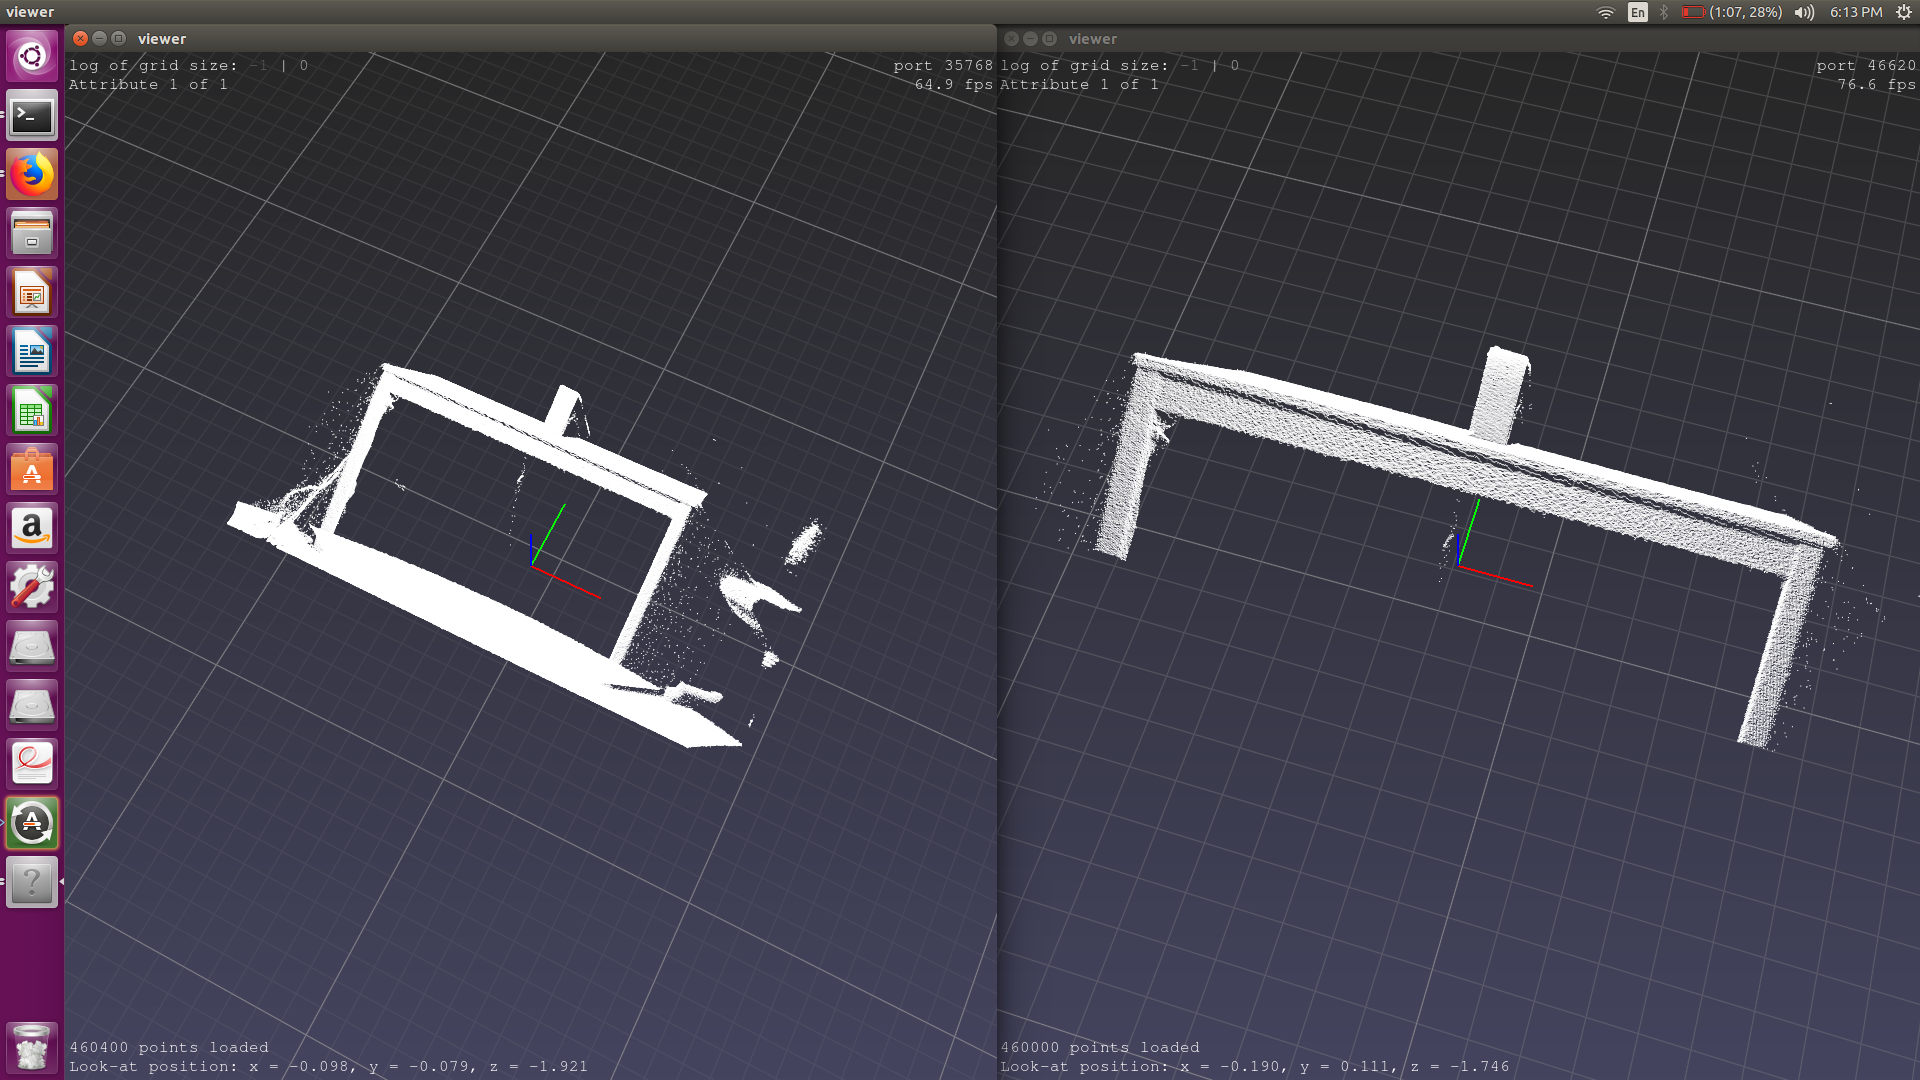 viewer
En
(1:07, 28%)
6:13 PM
viewer
log of grid size: -1 | 0
Attribute 1 of 1
port 35768
64.9 fps
460400 points loaded
Look-at position: x = -0.098, y = -0.079, z = -1.921
viewer
log of grid size: -1 | 0
Attribute 1 of 1
port 46620
76.6 fps
460000 points loaded
Look-at position: x = -0.190, y = 0.111, z = -1.746